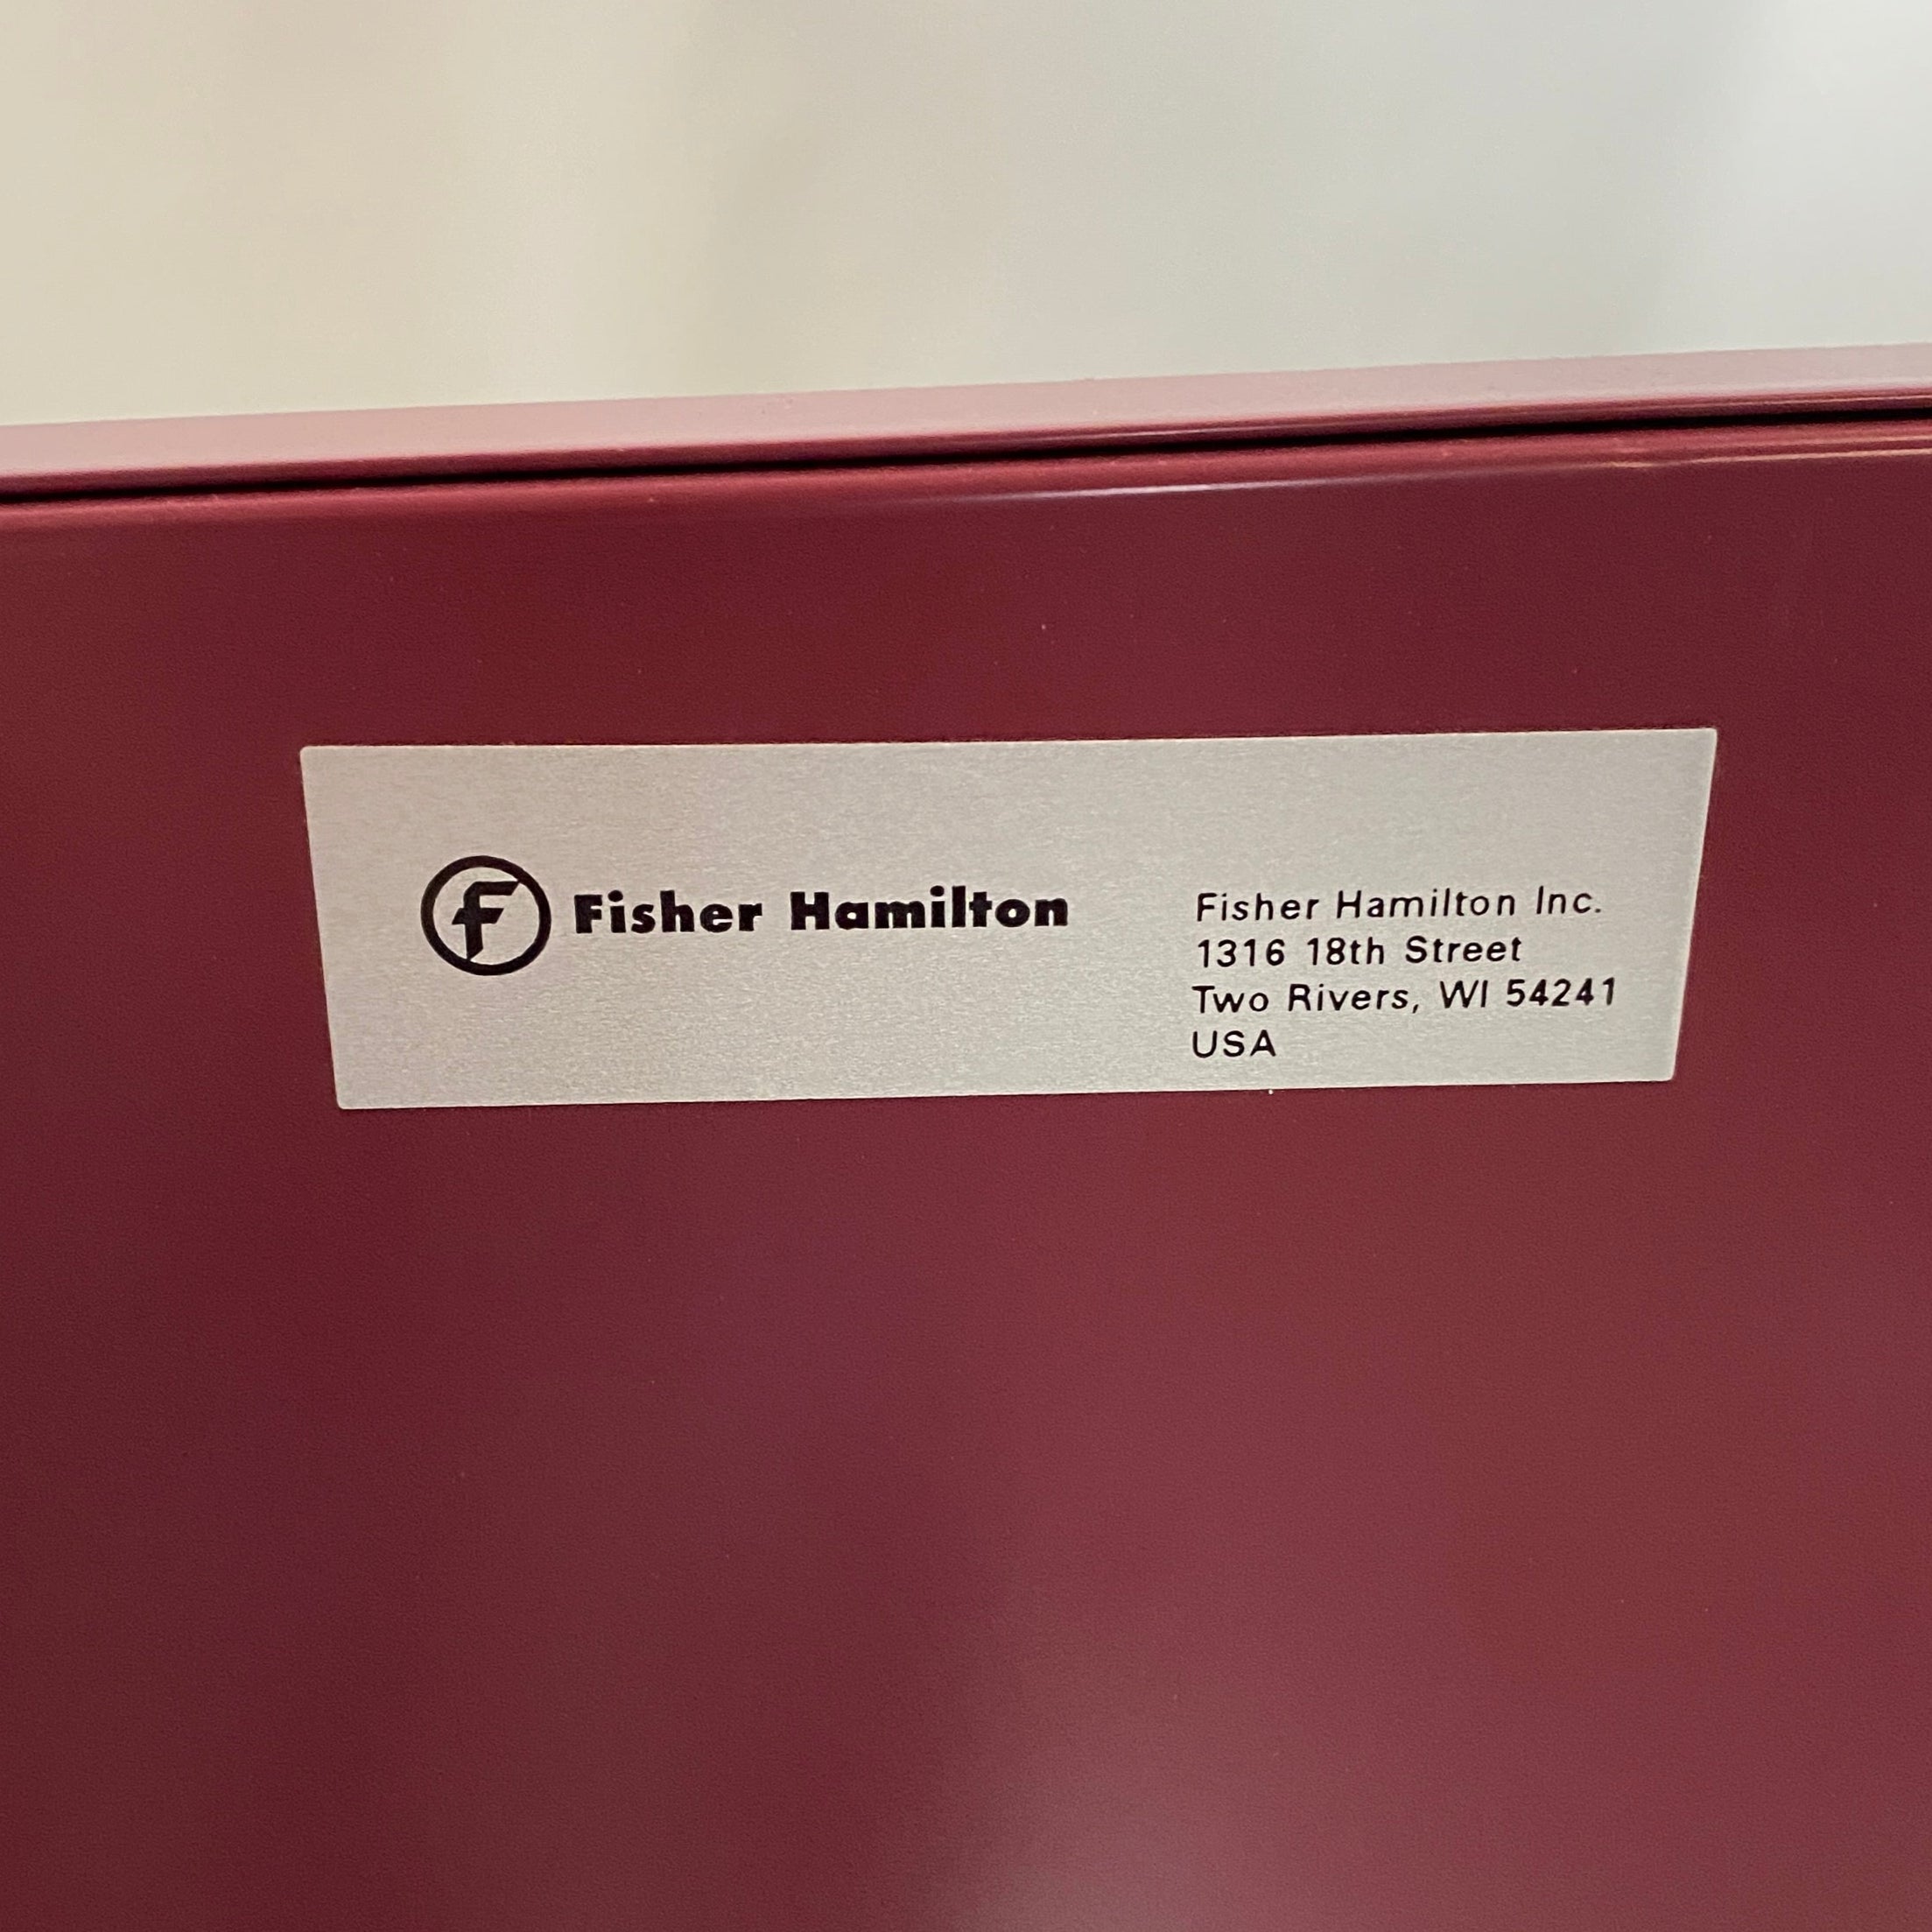 f Fisher Hamilton
Fisher Hamilton Inc.
1316 18th Street
Two Rivers, WI 54241
USA